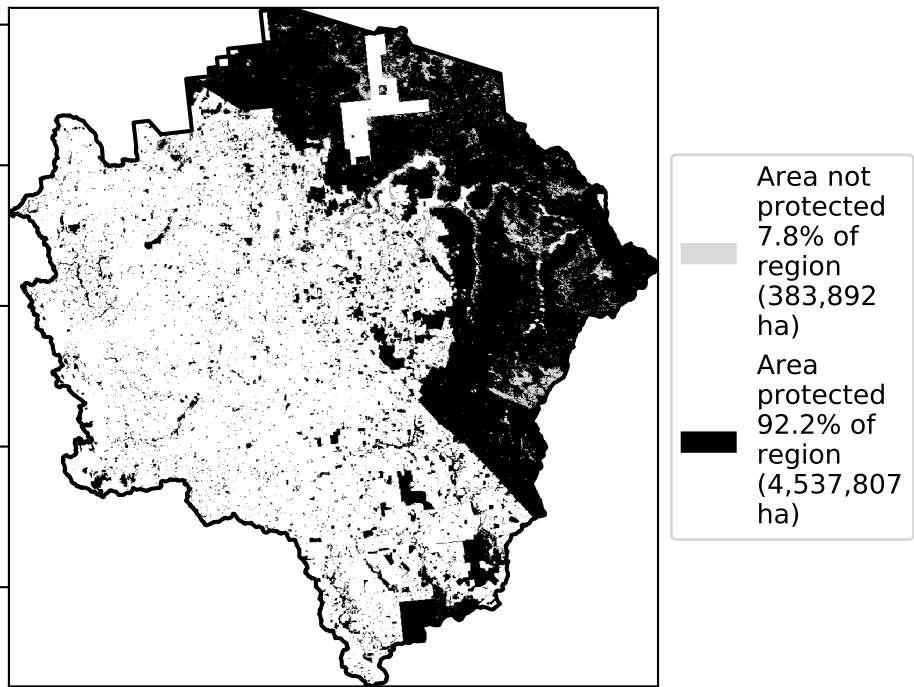 Area not
protected
7.8% of
region
(383,892
ha)
Area
protected
92.2% of
region
(4,537,807
ha)